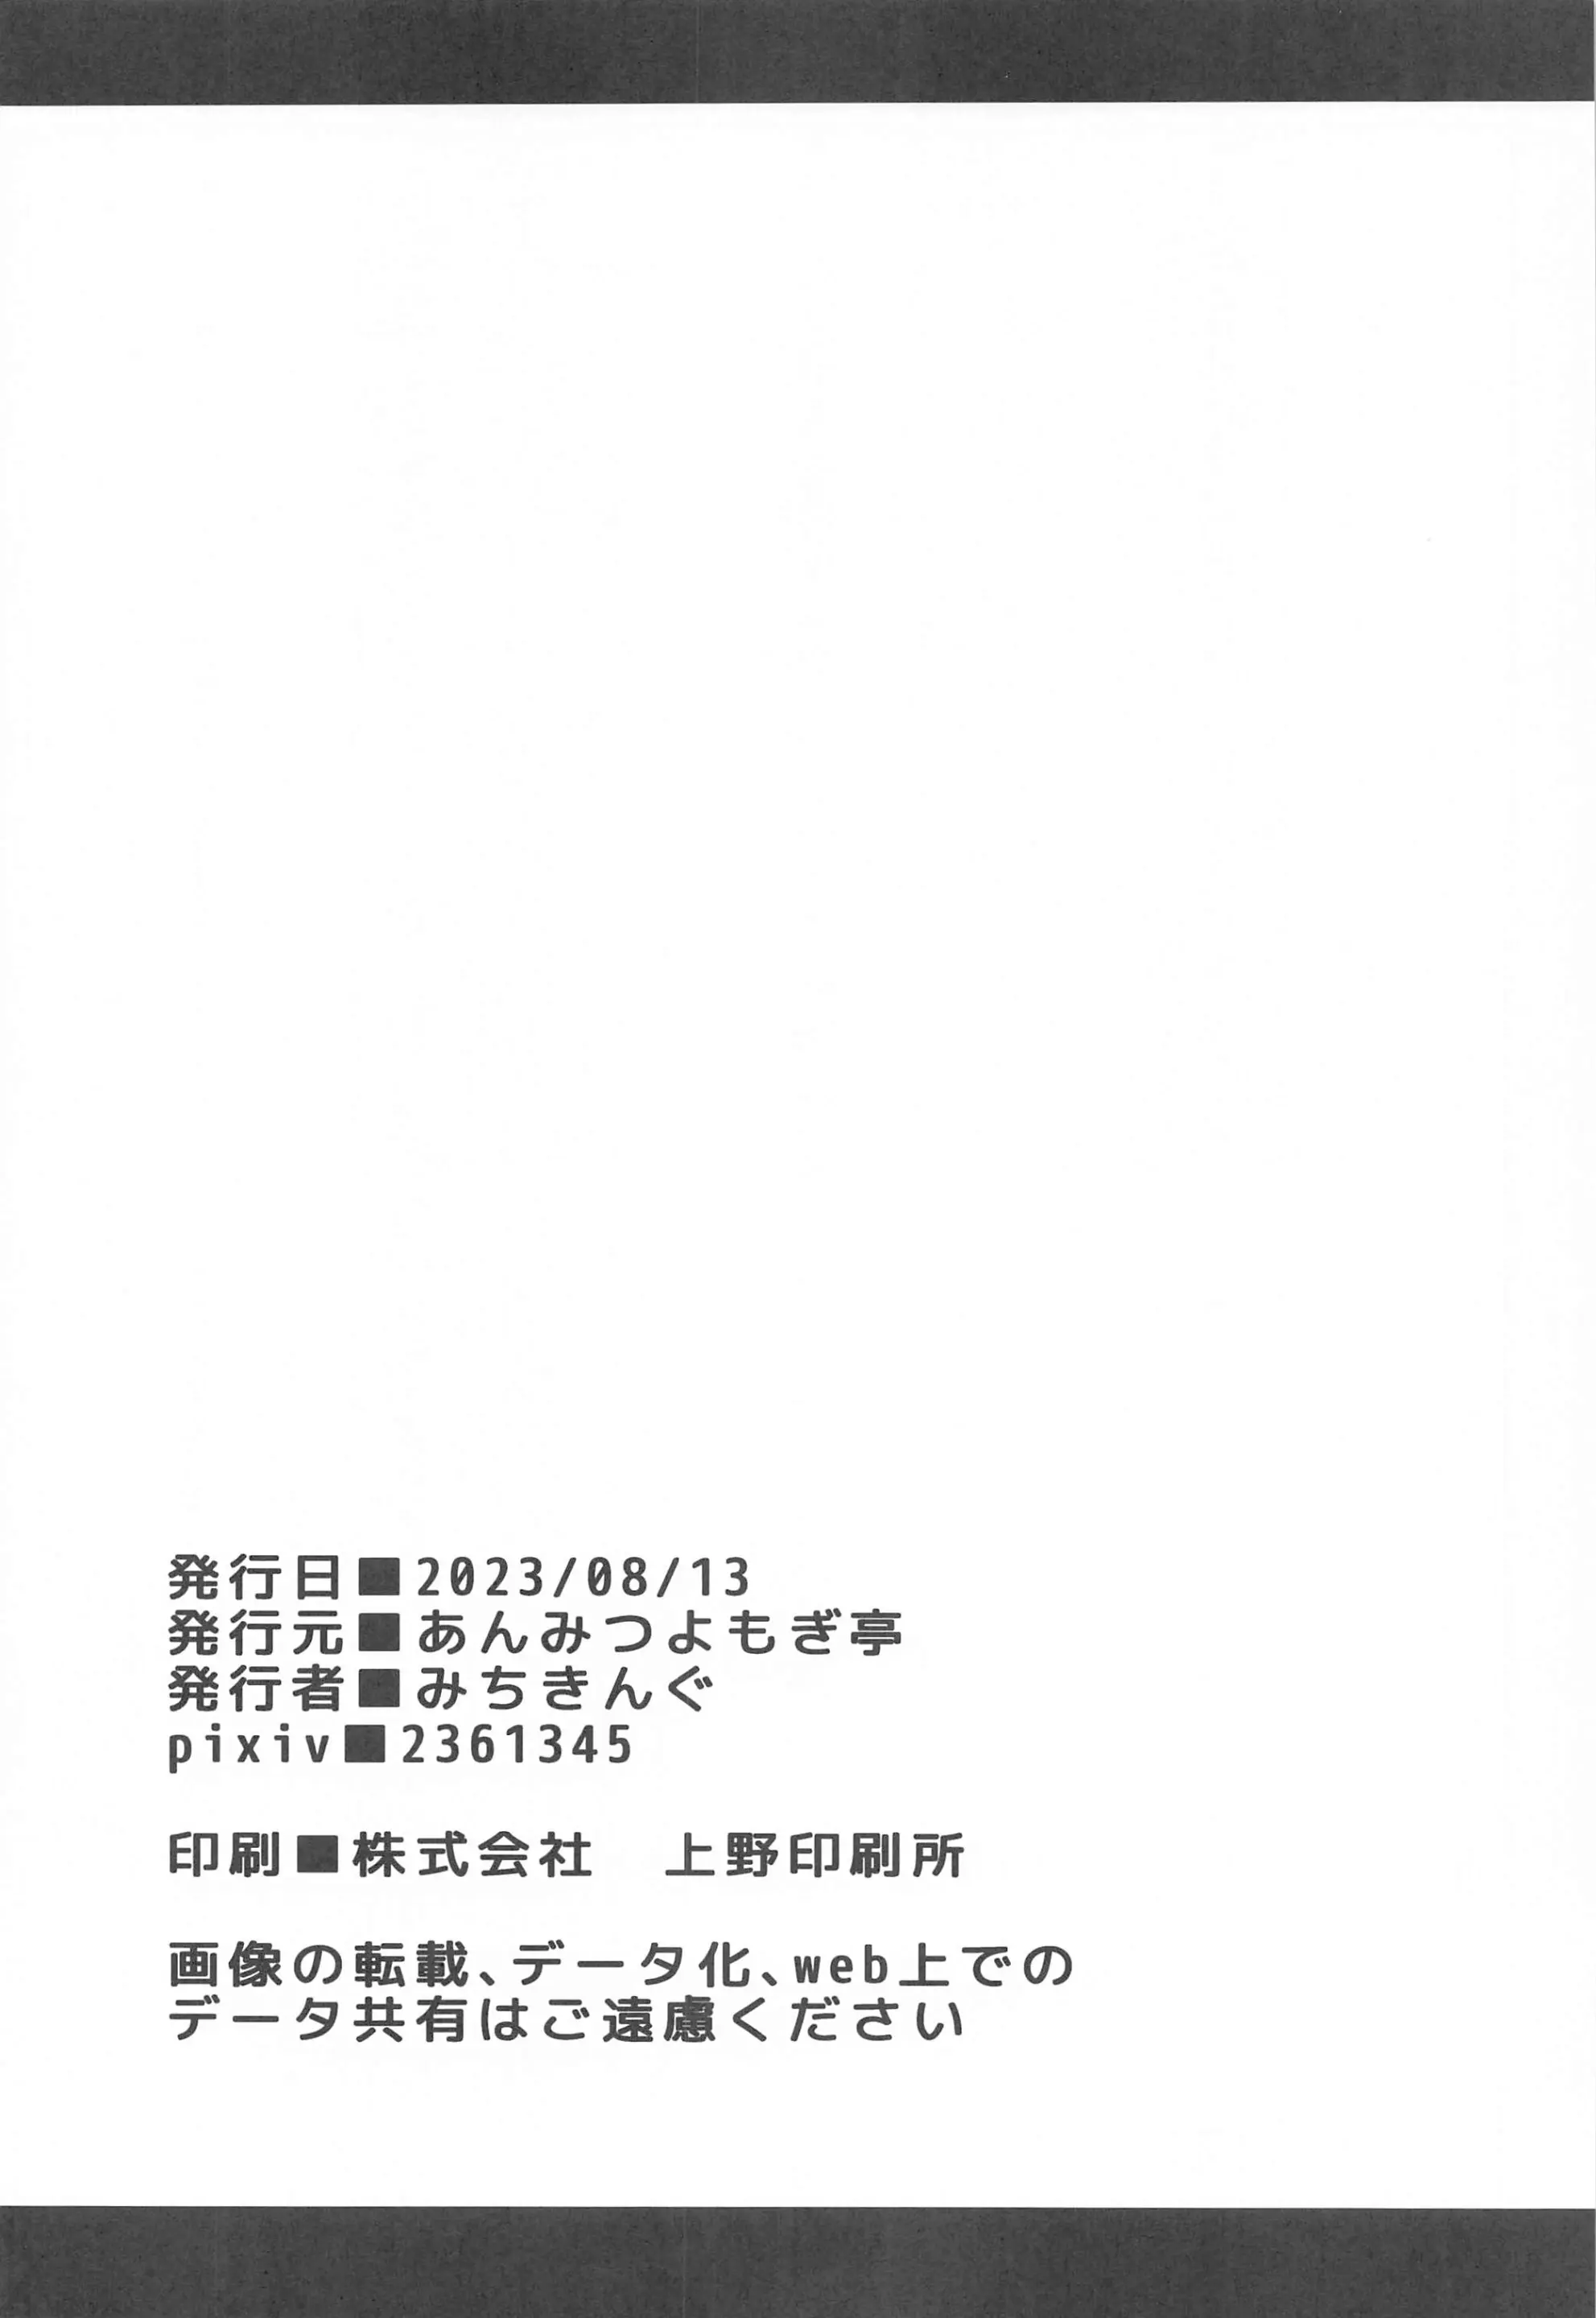 発行日■2023/08/13
発行元■あんみつよもぎ亭
発行者■みちきんぐ
pixiv■2361345
印刷■株式会社　上野印刷所
画像の転載、データ化、web上での
データ共有はご遠慮ください